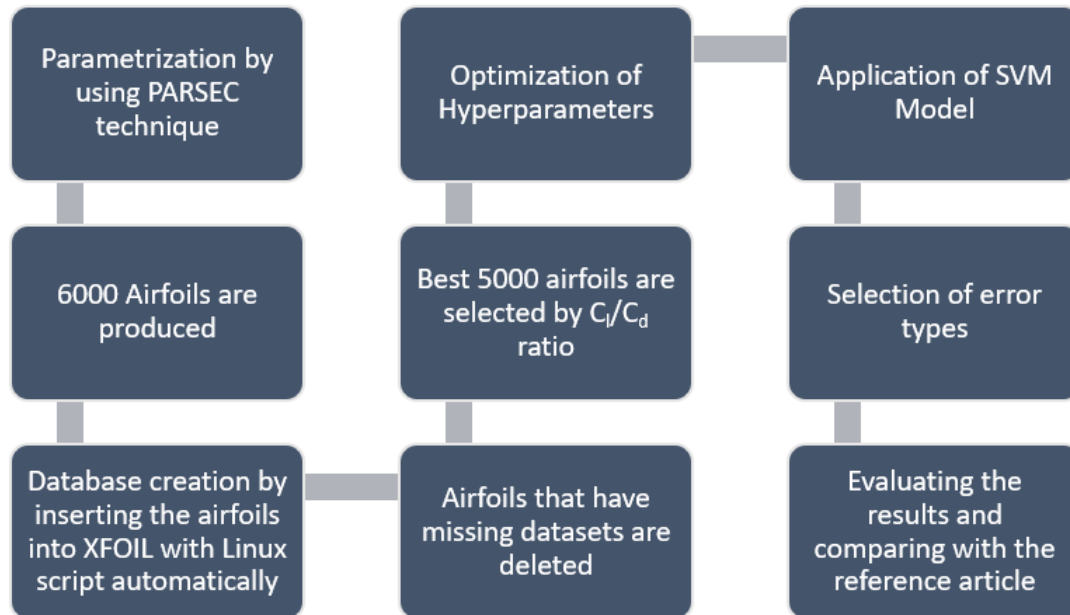 Parametrization by
using PARSEC
technique
6000 Airfoils are
produced
Database creation by
inserting the airfoils
into XFOIL with Linux
script automatically
Airfoils that have
missing datasets are
deleted
Best 5000 airfoils are
selected by Cl/Cd
ratio
Optimization of
Hyperparameters
Application of SVM
Model
Selection of error
types
Evaluating the
results and
comparing with the
reference article